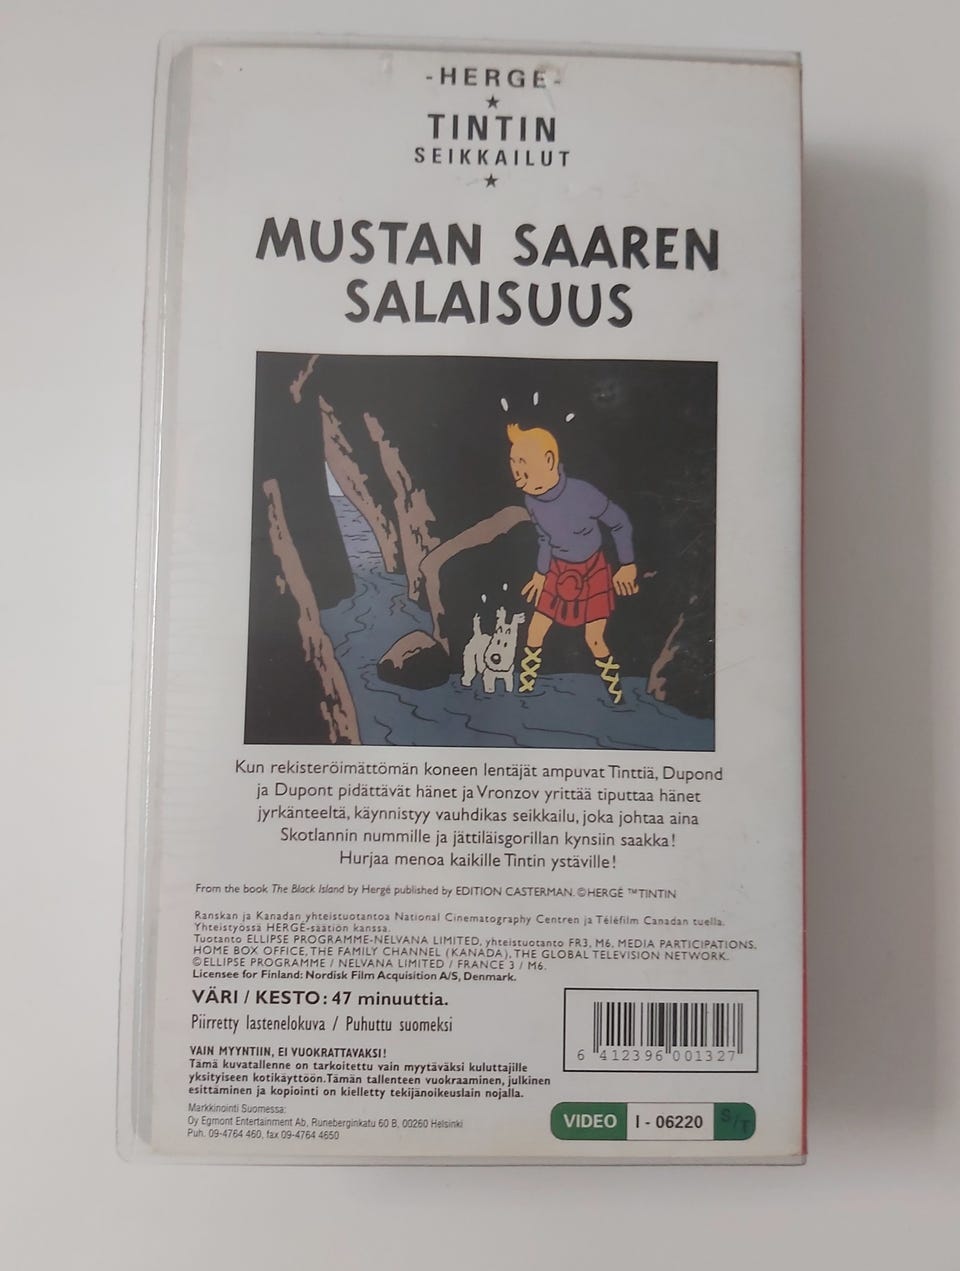 -HERGE-
TINTIN
SEIKKAILUT
MUSTAN SAAREN
SALAISUUS
Kun rekisteröimättömän koneen lentäjät ampuvat Tinttiä, Dupond
ja Dupont pidättävät hänet ja Vronzov yrittää tiputtaa hänet
jyrkänteeltä, käynnistyy vauhdikas seikkailu, joka johtaa aina
Skotlannin nummille ja jättiläisgorillan kynsiin saakka!
Hurjaa menoa kaikille Tintin ystäville!
From the book The Black Island by Hergé published by EDITION CASTERMAN. ©HERGÉ ™TINTIN
Ranskan ja Kanadan yhteistuotantoa National Cinematography Centren ja Téléfilm Canadan tuella.
Yhteistyössä HERGÉ-säätiön kanssa.
Tuotanto ELLIPSE PROGRAMME-NELVANA LIMITED, yhteistuotanto FR3, M6, MEDIA PARTICIPATIONS,
HOME BOX OFFICE, THE FAMILY CHANNEL (KANADA), THE GLOBAL TELEVISION NETWORK.
©ELLIPSE PROGRAMME / NELVANA LIMITED / FRANCE 3 / M6.
Licensee for Finland: Nordisk Film Acquisition A/S, Denmark.
VÄRI / KESTO: 47 minuuttia.
Piirretty lastenelokuva / Puhuttu suomeksi
VAIN MYYNTIIN, EI VUOKRATTAVAKSI!
Tämä kuvatallenne on tarkoitettu vain myytäväksi kuluttajille
yksityiseen kotikäyttöön. Tämän tallenteen vuokraaminen, julkinen
esittäminen ja kopiointi on kielletty tekijänoikeuslain nojalla.
Markkinointi Suomessa:
Oy Egmont Entertainment Ab, Runeberginkatu 60 B, 00260 Helsinki
Puh. 09-4764 460, fax 09-4764 4650
6 412396 001327
VIDEO I - 06220 S/T